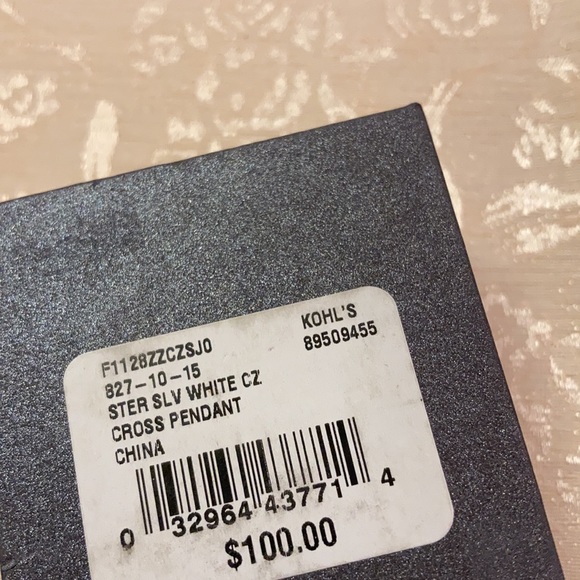 F1128ZZCZSJ0 KOHL'S
827-10-15 89509455
STER SLV WHITE CZ
CROSS PENDANT
CHINA
0 32964 43771 4
$100.00